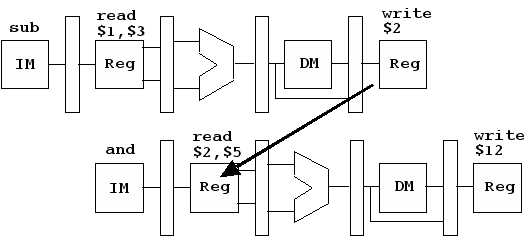 sub
read
$1,$3
write
$2
IM
Reg
DM
Reg
and
read
$2,$5
write
$12
IM
Reg
DM
Reg